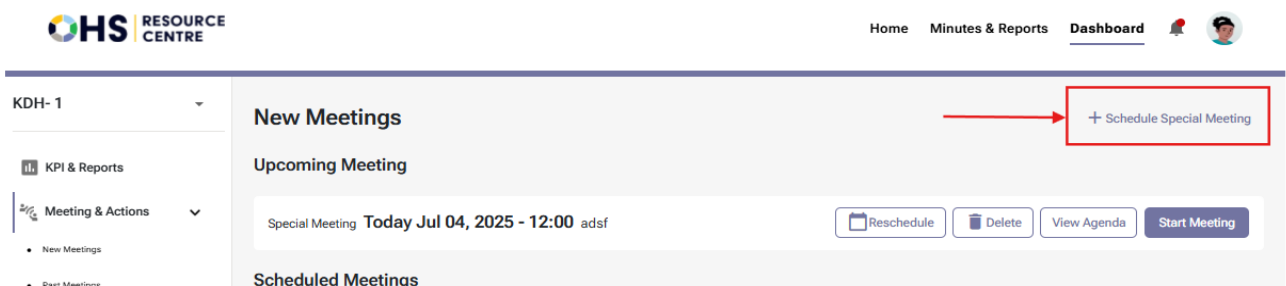 OHS RESOURCE CENTRE
Home Minutes & Reports Dashboard
KDH- 1
New Meetings
+ Schedule Special Meeting
KPI & Reports
Upcoming Meeting
Meeting & Actions
Special Meeting Today Jul 04, 2025 - 12:00 adsf
Reschedule Delete View Agenda Start Meeting
New Meetings
Past Meetings
Scheduled Meetings